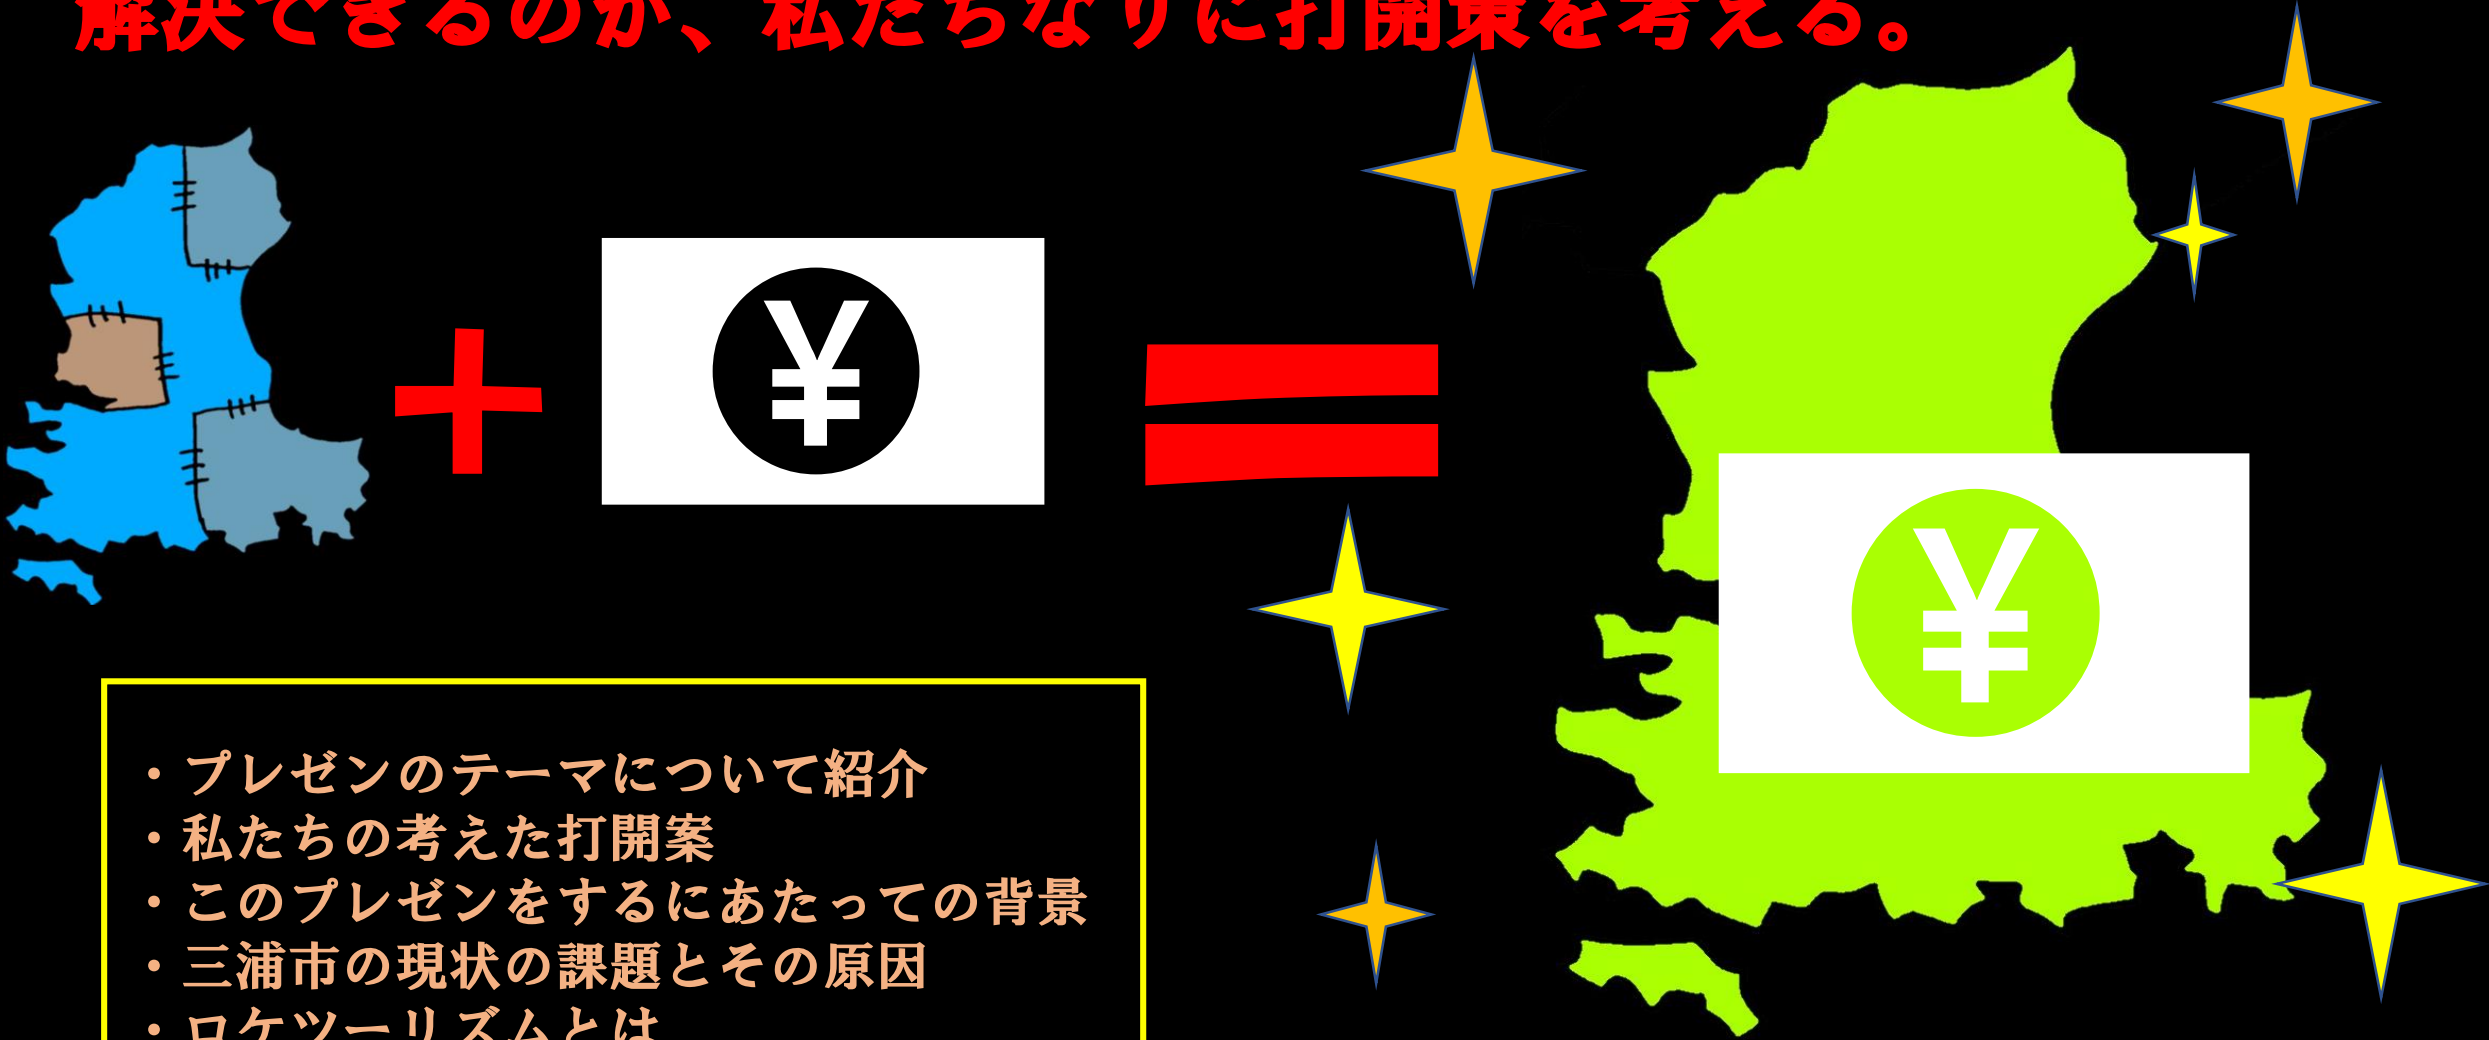 解決できるのか、私たちなりに打開策を考える。
¥
¥
・プレゼンのテーマについて紹介
・私たちの考えた打開案
・このプレゼンをするにあたっての背景
・三浦市の現状の課題とその原因
・ロケツーリズムとは